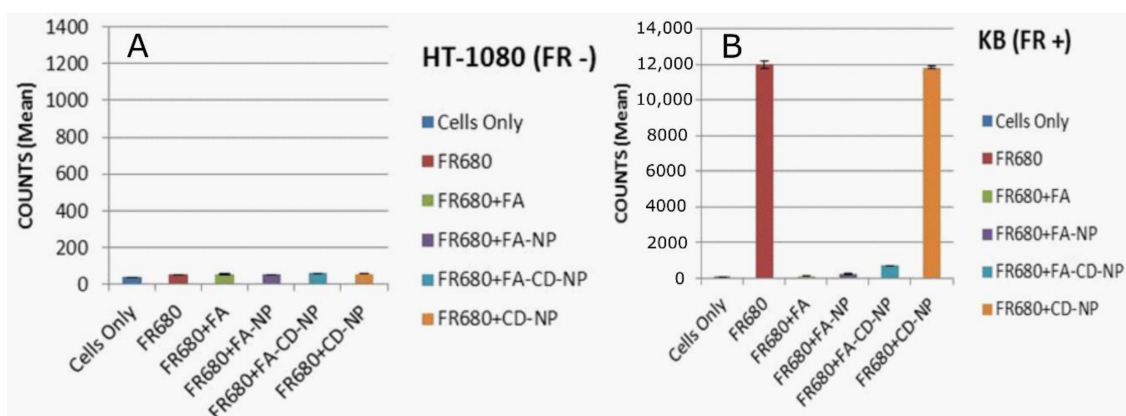 A
HT-1080 (FR -)
COUNTS (Mean)
1400
1200
1000
800
600
400
200
0
Cells Only
FR680
FR680+FA
FR680+FA-NP
FR680+FA-CD-NP
FR680+CD-NP
Cells Only
FR680
FR680+FA
FR680+FA-NP
FR680+FA-CD-NP
FR680+CD-NP
B
KB (FR +)
COUNTS (Mean)
14,000
12,000
10,000
8000
6000
4000
2000
0
Cells Only
FR680
FR680+FA
FR680+FA-NP
FR680+FA-CD-NP
FR680+CD-NP
Cells Only
FR680
FR680+FA
FR680+FA-NP
FR680+FA-CD-NP
FR680+CD-NP